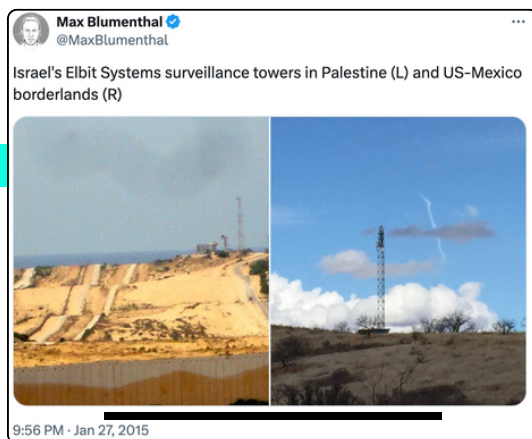 Max Blumenthal
@MaxBlumenthal
Israel's Elbit Systems surveillance towers in Palestine (L) and US-Mexico
borderlands (R)
9:56 PM · Jan 27, 2015